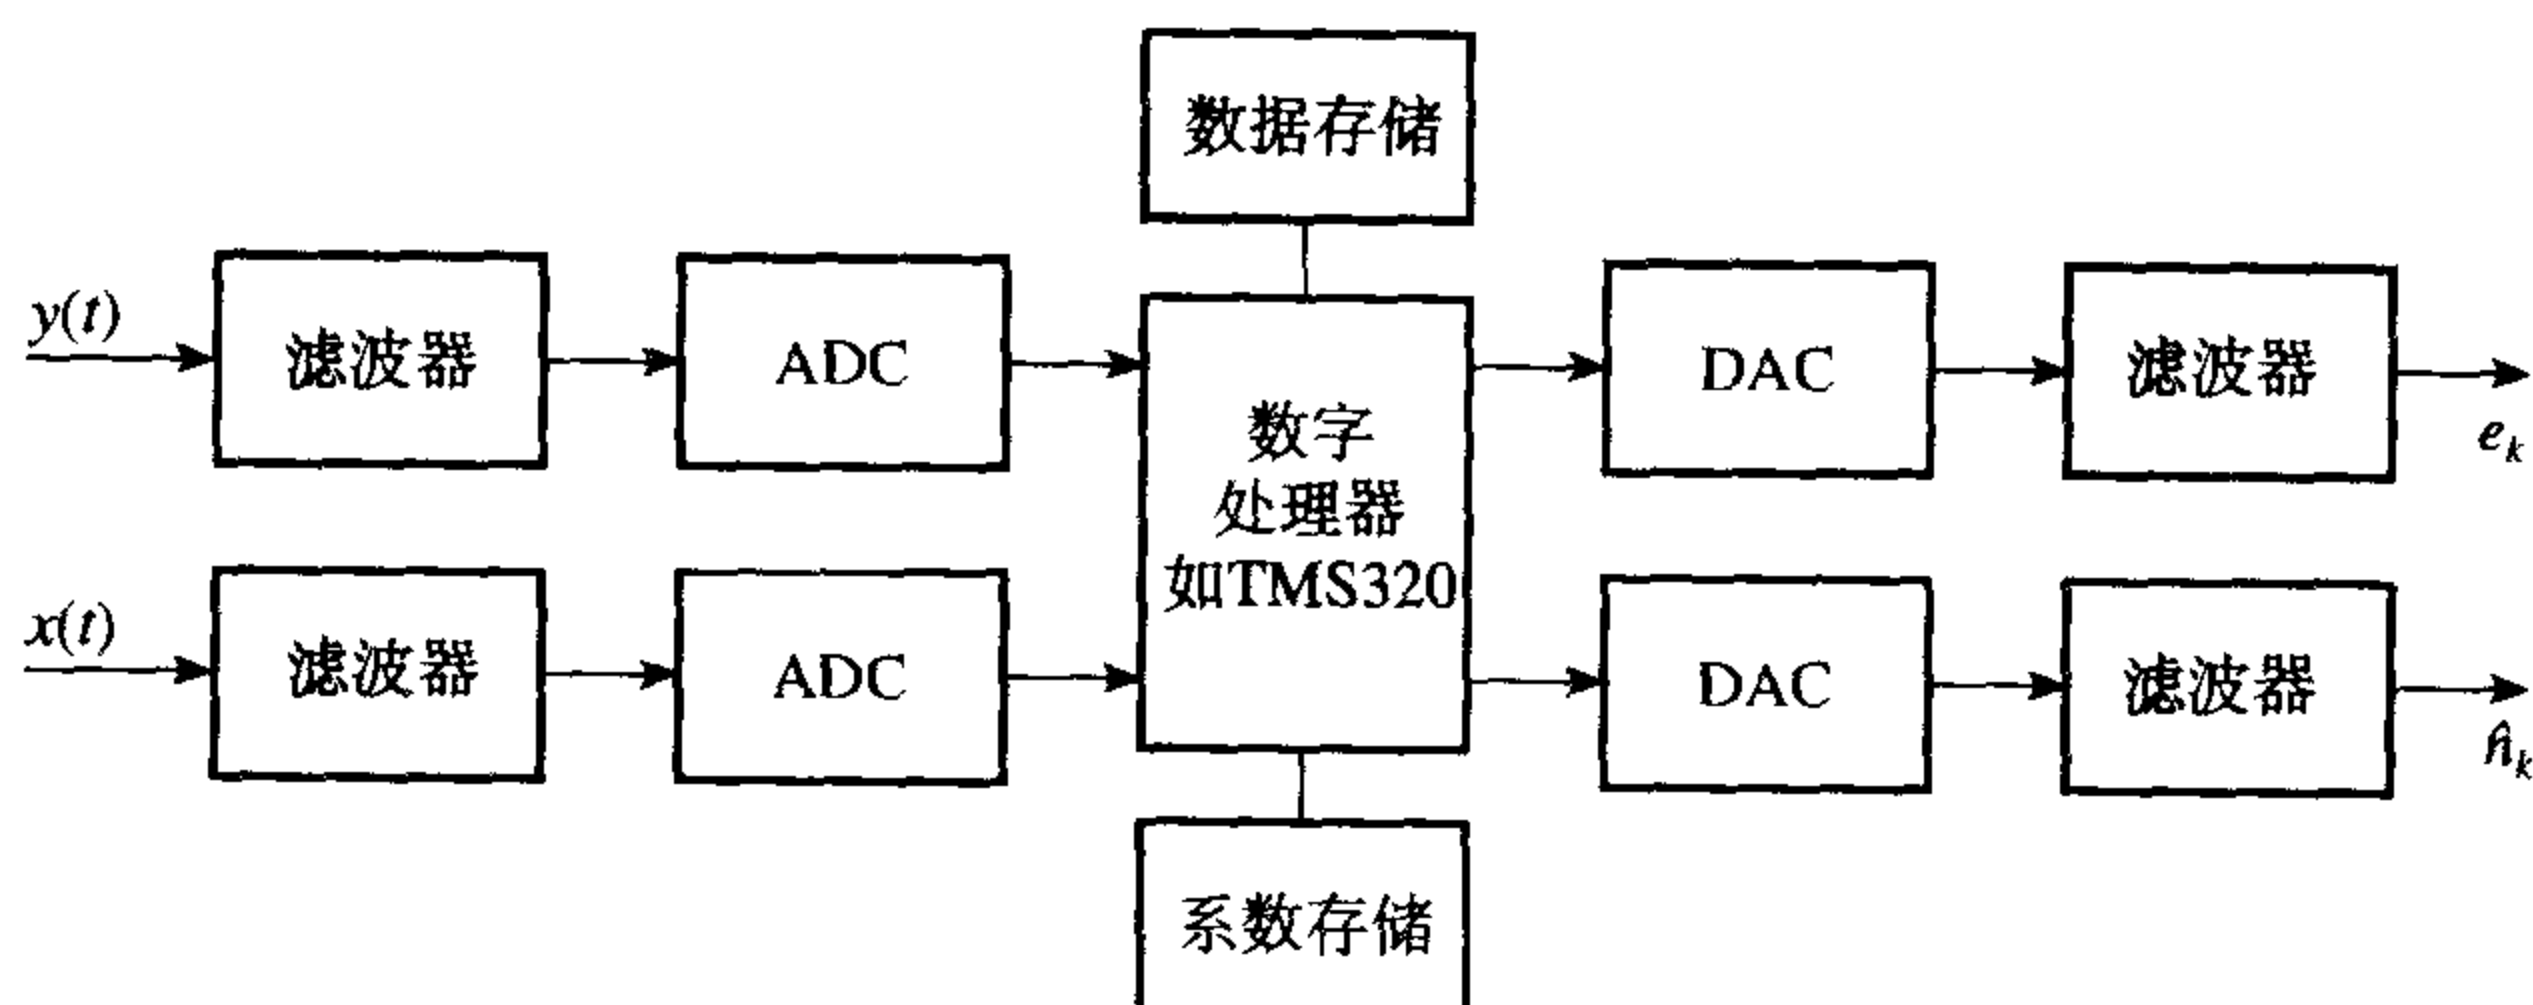 数据存储
y(t)
滤波器
ADC
数字
处理器
如TMS320
DAC
滤波器
e_k
x(t)
滤波器
ADC
DAC
滤波器
n̂_k
系数存储